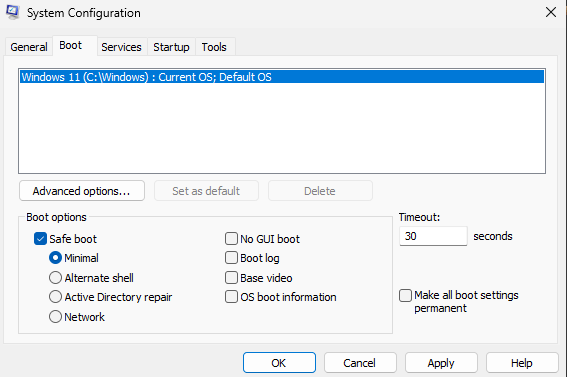 System Configuration
General Boot Services Startup Tools
Windows 11 (C:\Windows) : Current OS; Default OS
Advanced options... Set as default Delete
Boot options
Safe boot
Minimal
Alternate shell
Active Directory repair
Network
No GUI boot
Boot log
Base video
OS boot information
Timeout:
30 seconds
Make all boot settings
permanent
OK Cancel Apply Help